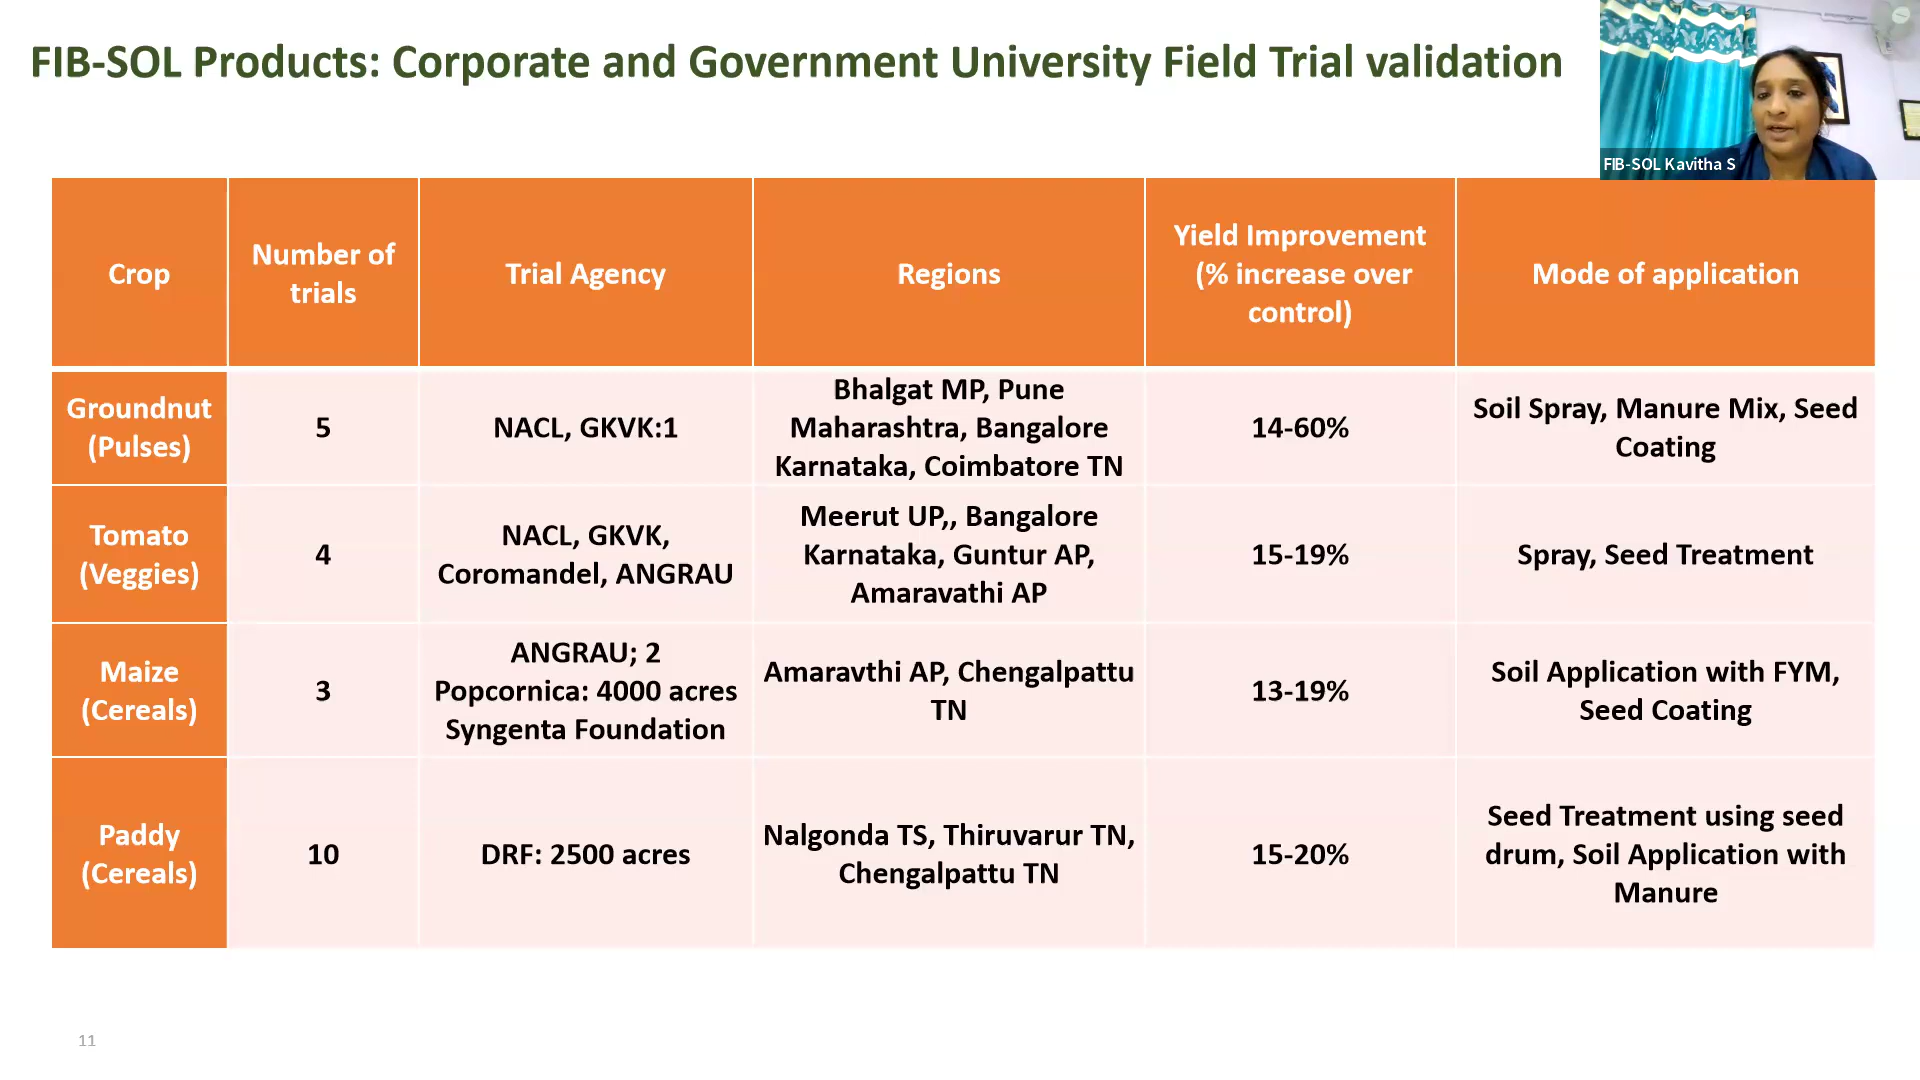 FIB-SOL Products: Corporate and Government University Field Trial validation
FIB-SOL Kavitha S
Crop
Number of
trials
Trial Agency
Regions
Yield Improvement
(% increase over
control)
Mode of application
Groundnut
(Pulses)
5
NACL, GKVK:1
Bhalgat MP, Pune
Maharashtra, Bangalore
Karnataka, Coimbatore TN
14-60%
Soil Spray, Manure Mix, Seed
Coating
Tomato
(Veggies)
4
NACL, GKVK,
Coromandel, ANGRAU
Meerut UP,, Bangalore
Karnataka, Guntur AP,
Amaravathi AP
15-19%
Spray, Seed Treatment
Maize
(Cereals)
3
ANGRAU; 2
Popcornica: 4000 acres
Syngenta Foundation
Amaravthi AP, Chengalpattu
TN
13-19%
Soil Application with FYM,
Seed Coating
Paddy
(Cereals)
10
DRF: 2500 acres
Nalgonda TS, Thiruvarur TN,
Chengalpattu TN
15-20%
Seed Treatment using seed
drum, Soil Application with
Manure
11